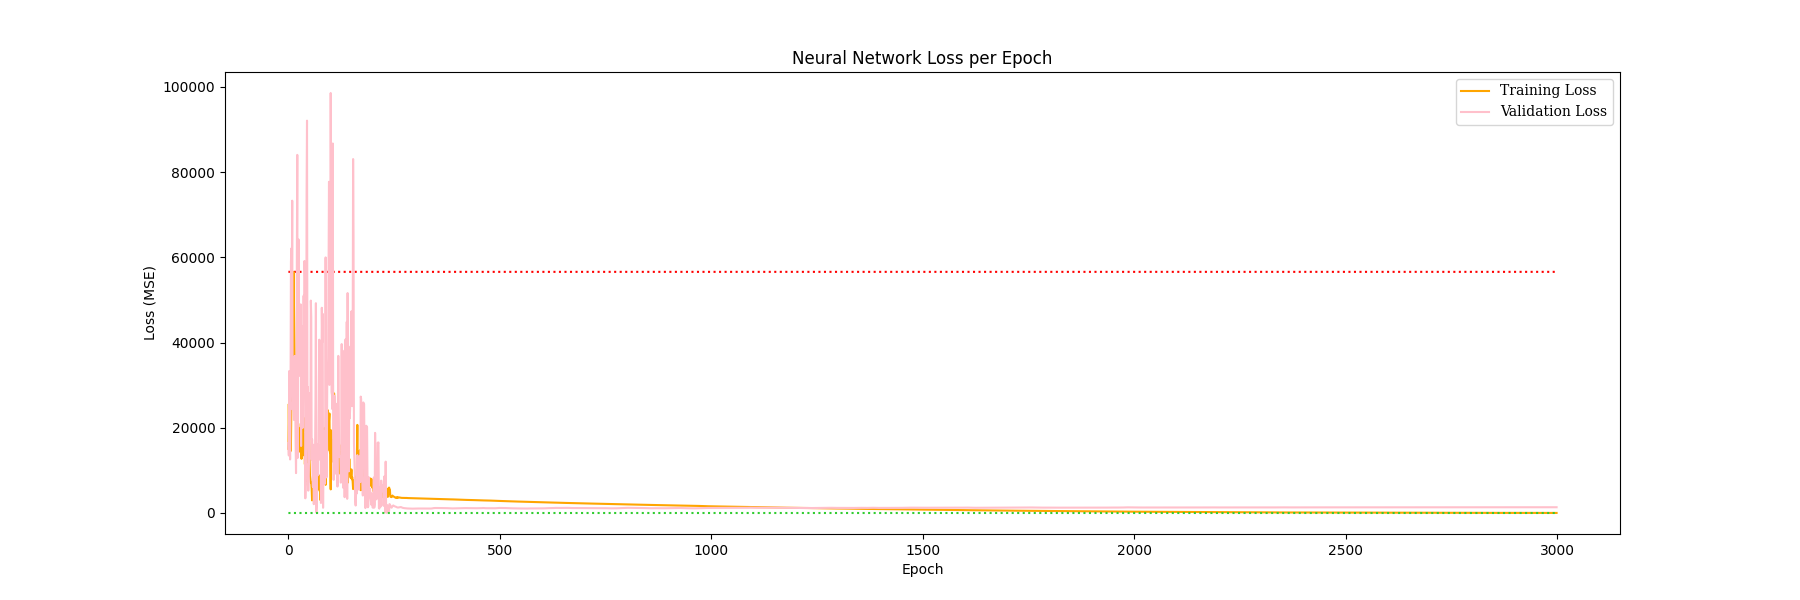 Neural Network Loss per Epoch
100000
80000
60000
40000
20000
0
Loss (MSE)
Training Loss
Validation Loss
0
500
1000
1500
2000
2500
3000
Epoch